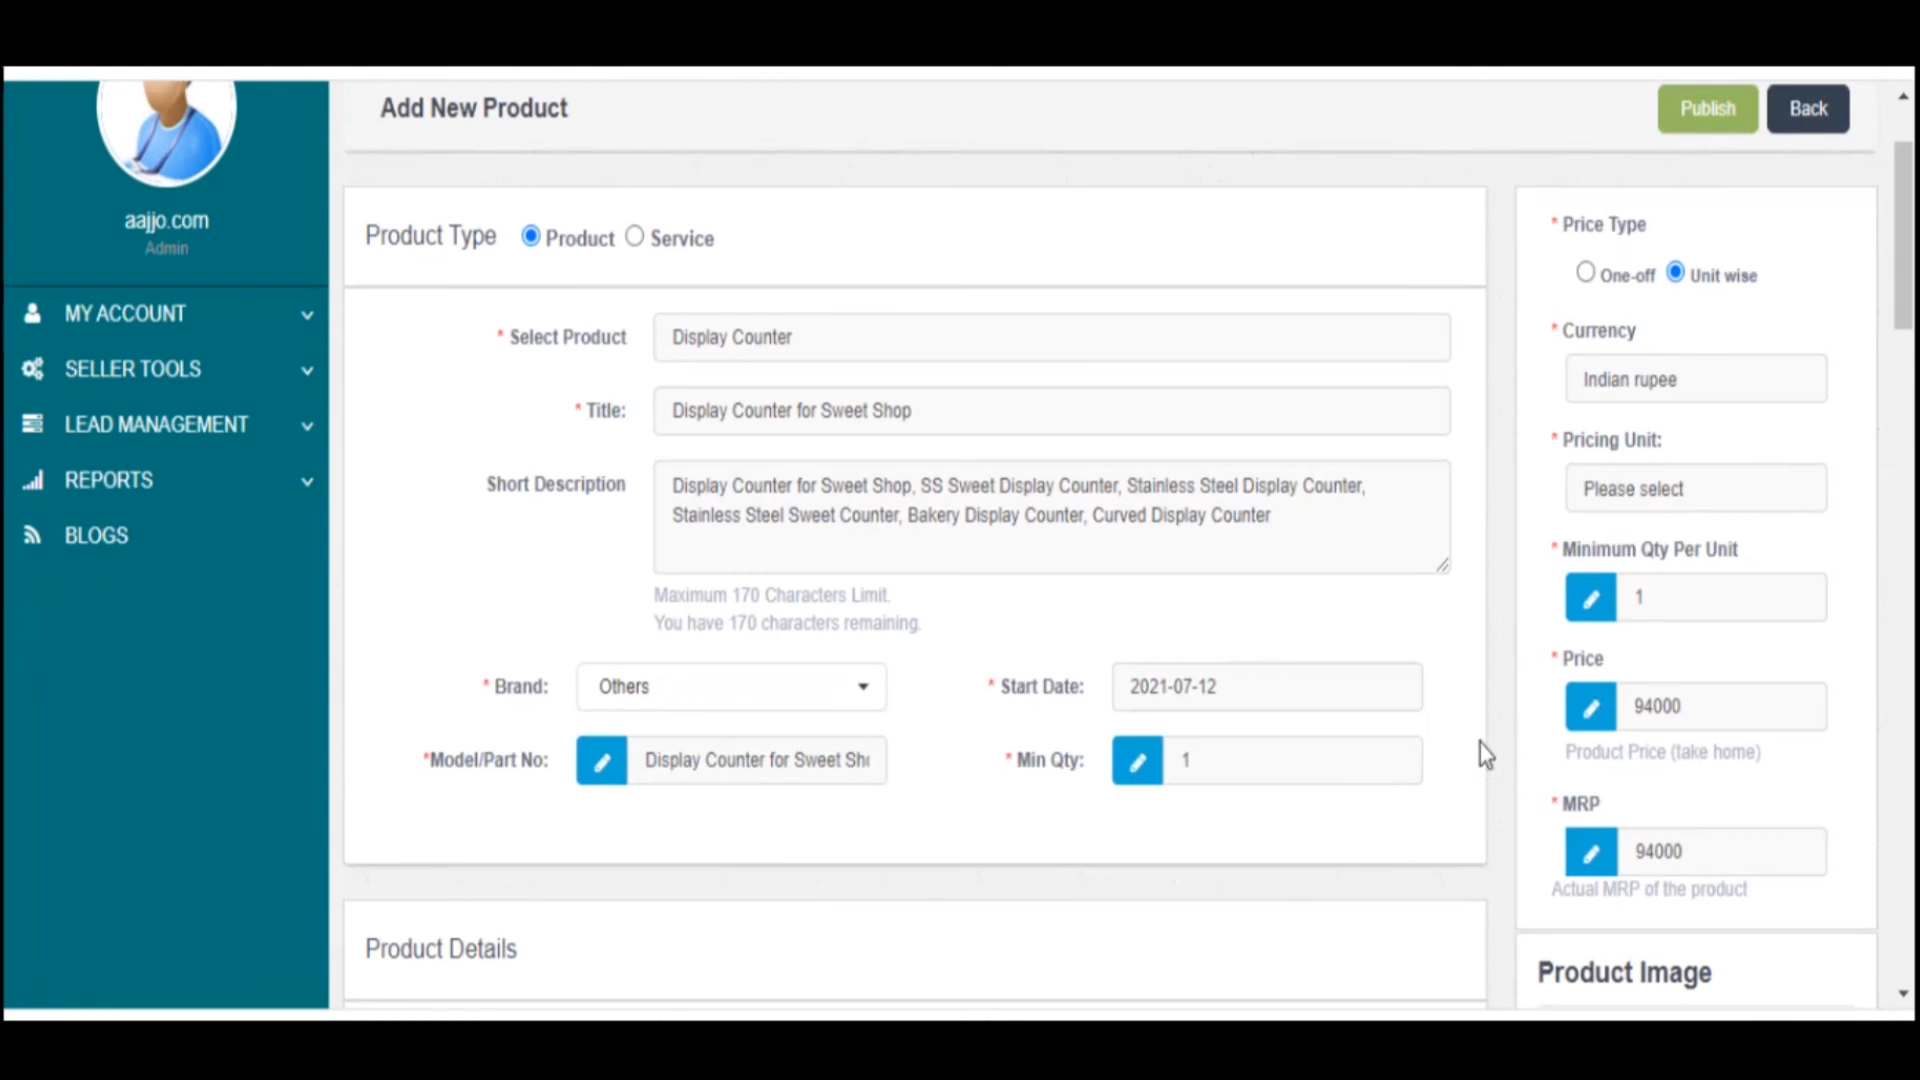 Add New Product
Publish
Back
aajjo.com
Admin
MY ACCOUNT
SELLER TOOLS
LEAD MANAGEMENT
REPORTS
BLOGS
Product Type Product Service
* Select Product Display Counter
* Title: Display Counter for Sweet Shop
Short Description Display Counter for Sweet Shop, SS Sweet Display Counter, Stainless Steel Display Counter,
Stainless Steel Sweet Counter, Bakery Display Counter, Curved Display Counter
Maximum 170 Characters Limit.
You have 170 characters remaining.
* Brand: Others * Start Date: 2021-07-12
*Model/Part No: Display Counter for Sweet Sho * Min Qty: 1
Product Details
* Price Type
One-off Unit wise
* Currency
Indian rupee
* Pricing Unit:
Please select
* Minimum Qty Per Unit
1
* Price
94000
Product Price (take home)
* MRP
94000
Actual MRP of the product
Product Image